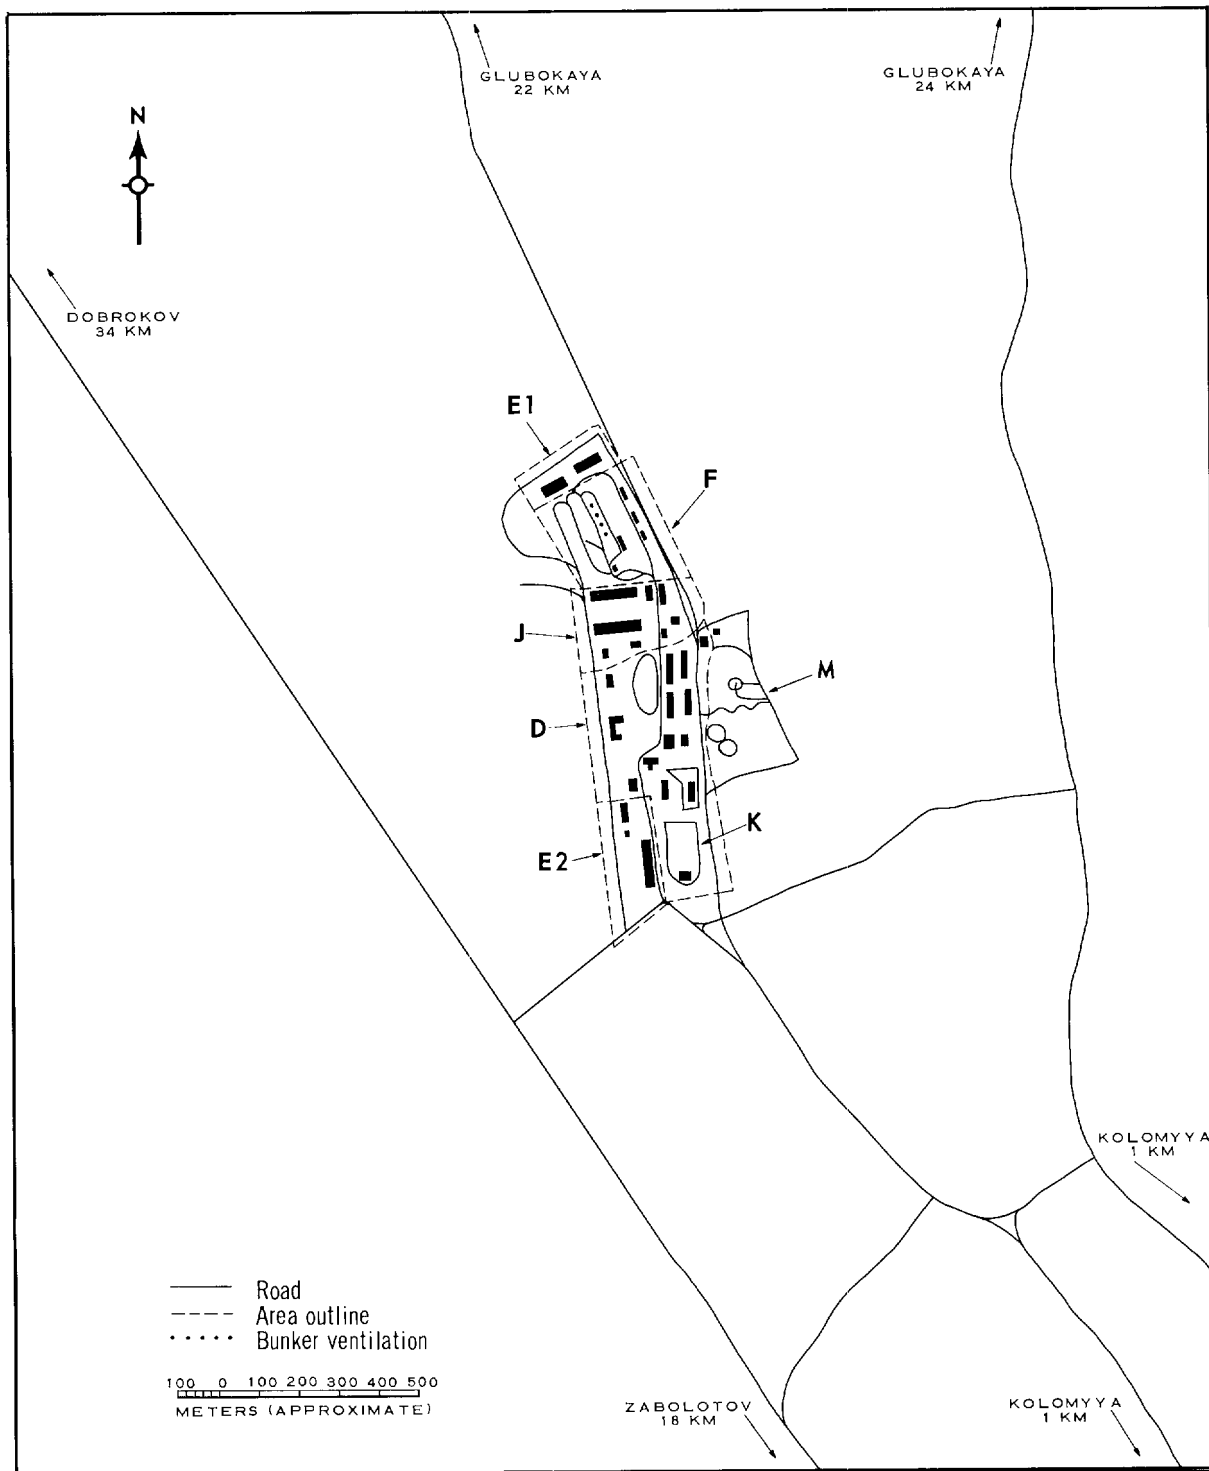 GLUBOKAYA
22 KM
GLUBOKAYA
24 KM
N
DOBROKOV
34 KM
E1
F
J
M
D
K
E2
KOLOMYYA
1 KM
Road
Area outline
Bunker ventilation
100 0 100 200 300 400 500
METERS (APPROXIMATE)
ZABOLOTOV
18 KM
KOLOMYYA
1 KM